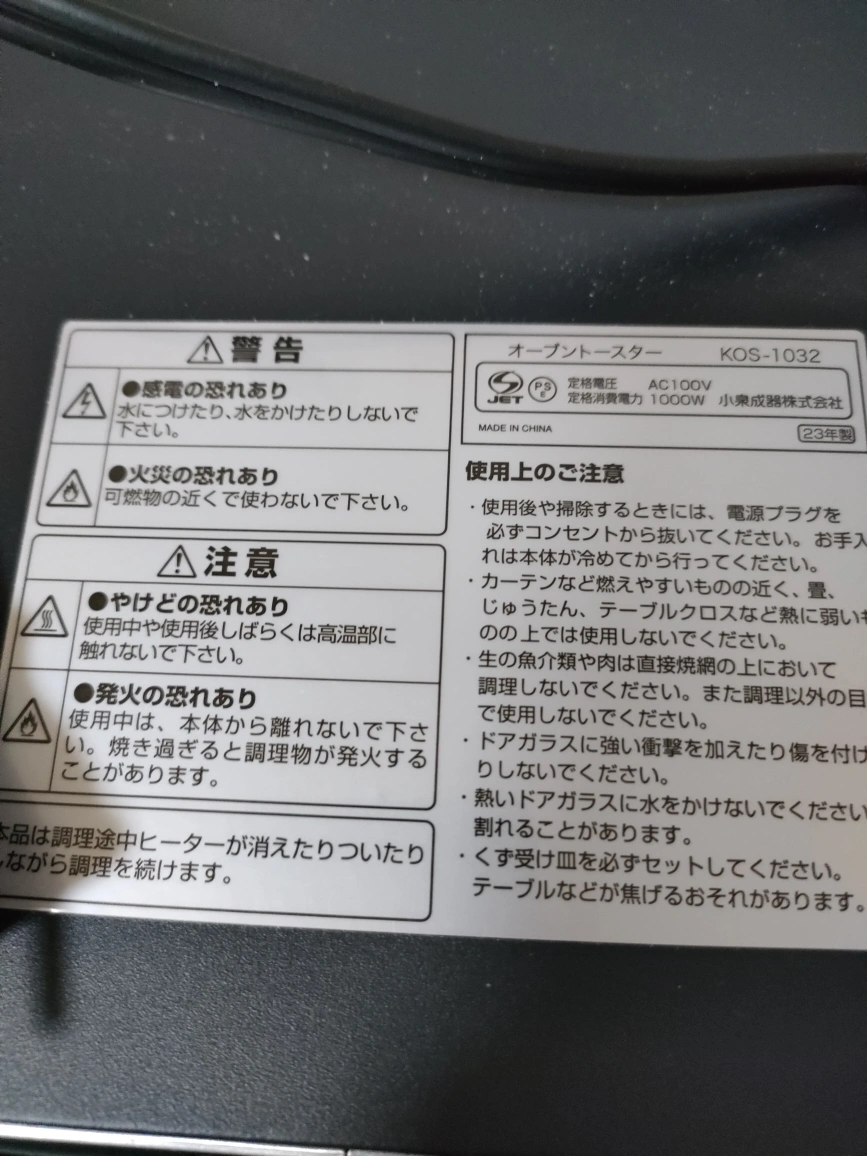 警告
●感電の恐れあり
水につけたり、水をかけたりしないで
下さい。
●火災の恐れあり
可燃物の近くで使わないで下さい。
注意
●やけどの恐れあり
使用中や使用後しばらくは高温部に
触れないで下さい。
●発火の恐れあり
使用中は、本体から離れないで下さ
い。焼き過ぎると調理物が発火する
ことがあります。
本品は調理途中ヒーターが消えたりついたり
しながら調理を続けます。
オーブントースター KOS-1032
JET
PS
E
定格電圧 AC100V
定格消費電力 1000W 小泉成器株式会社
MADE IN CHINA
23年製
使用上のご注意
・使用後や掃除するときには、電源プラグを
必ずコンセントから抜いてください。お手入
れは本体が冷めてから行ってください。
・カーテンなど燃えやすいものの近く、畳、
じゅうたん、テーブルクロスなど熱に弱いも
のの上では使用しないでください。
・生の魚介類や肉は直接焼網の上において
調理しないでください。また調理以外の目
で使用しないでください。
・ドアガラスに強い衝撃を加えたり傷を付け
りしないでください。
・熱いドアガラスに水をかけないでください
割れることがあります。
・くず受け皿を必ずセットしてください。
テーブルなどが焦げるおそれがあります。